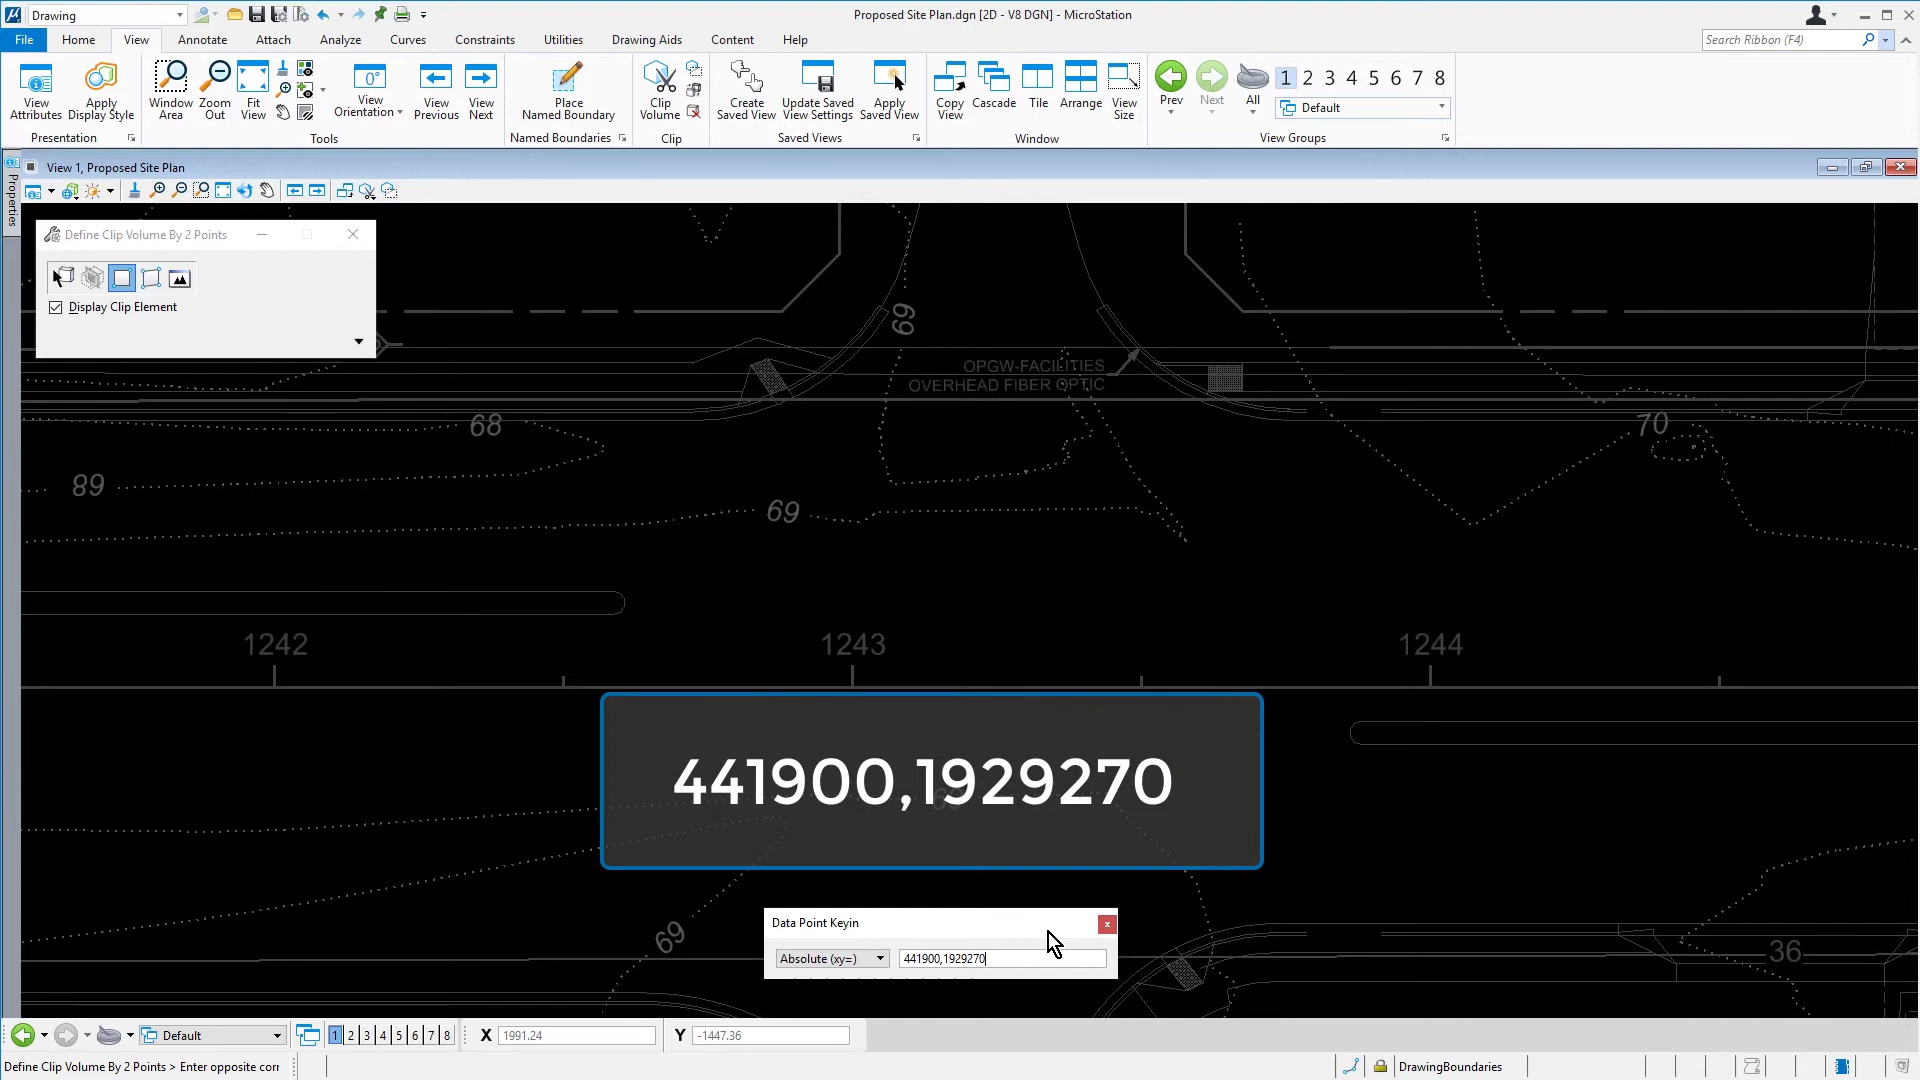 Drawing
Proposed Site Plan.dgn [2D - V8 DGN] - MicroStation
File
Home
View
Annotate
Attach
Analyze
Curves
Constraints
Utilities
Drawing Aids
Content
Help
Search Ribbon (F4)
View
Attributes
Apply
Display Style
Presentation
Window
Area
Zoom
Out
Fit
View
View
Orientation
View
Previous
View
Next
Tools
Place
Named Boundary
Named Boundaries
Clip
Volume
Clip
Create
Saved View
Update Saved
View Settings
Apply
Saved View
Saved Views
Copy
View
Cascade
Tile
Arrange
View
Size
Window
Prev
Next
All
1 2 3 4 5 6 7 8
Default
View Groups
View 1, Proposed Site Plan
Properties
Define Clip Volume By 2 Points
Display Clip Element
69
OPGW-FACILITIES
OVERHEAD FIBER OPTIC
68
70
89
69
1242
1243
1244
441900,1929270
69
36
Data Point Keyin
Absolute (xy=)
441900,1929270
Default
1 2 3 4 5 6 7 8
X
1991.24
Y
-1447.36
Define Clip Volume By 2 Points > Enter opposite corr
DrawingBoundaries